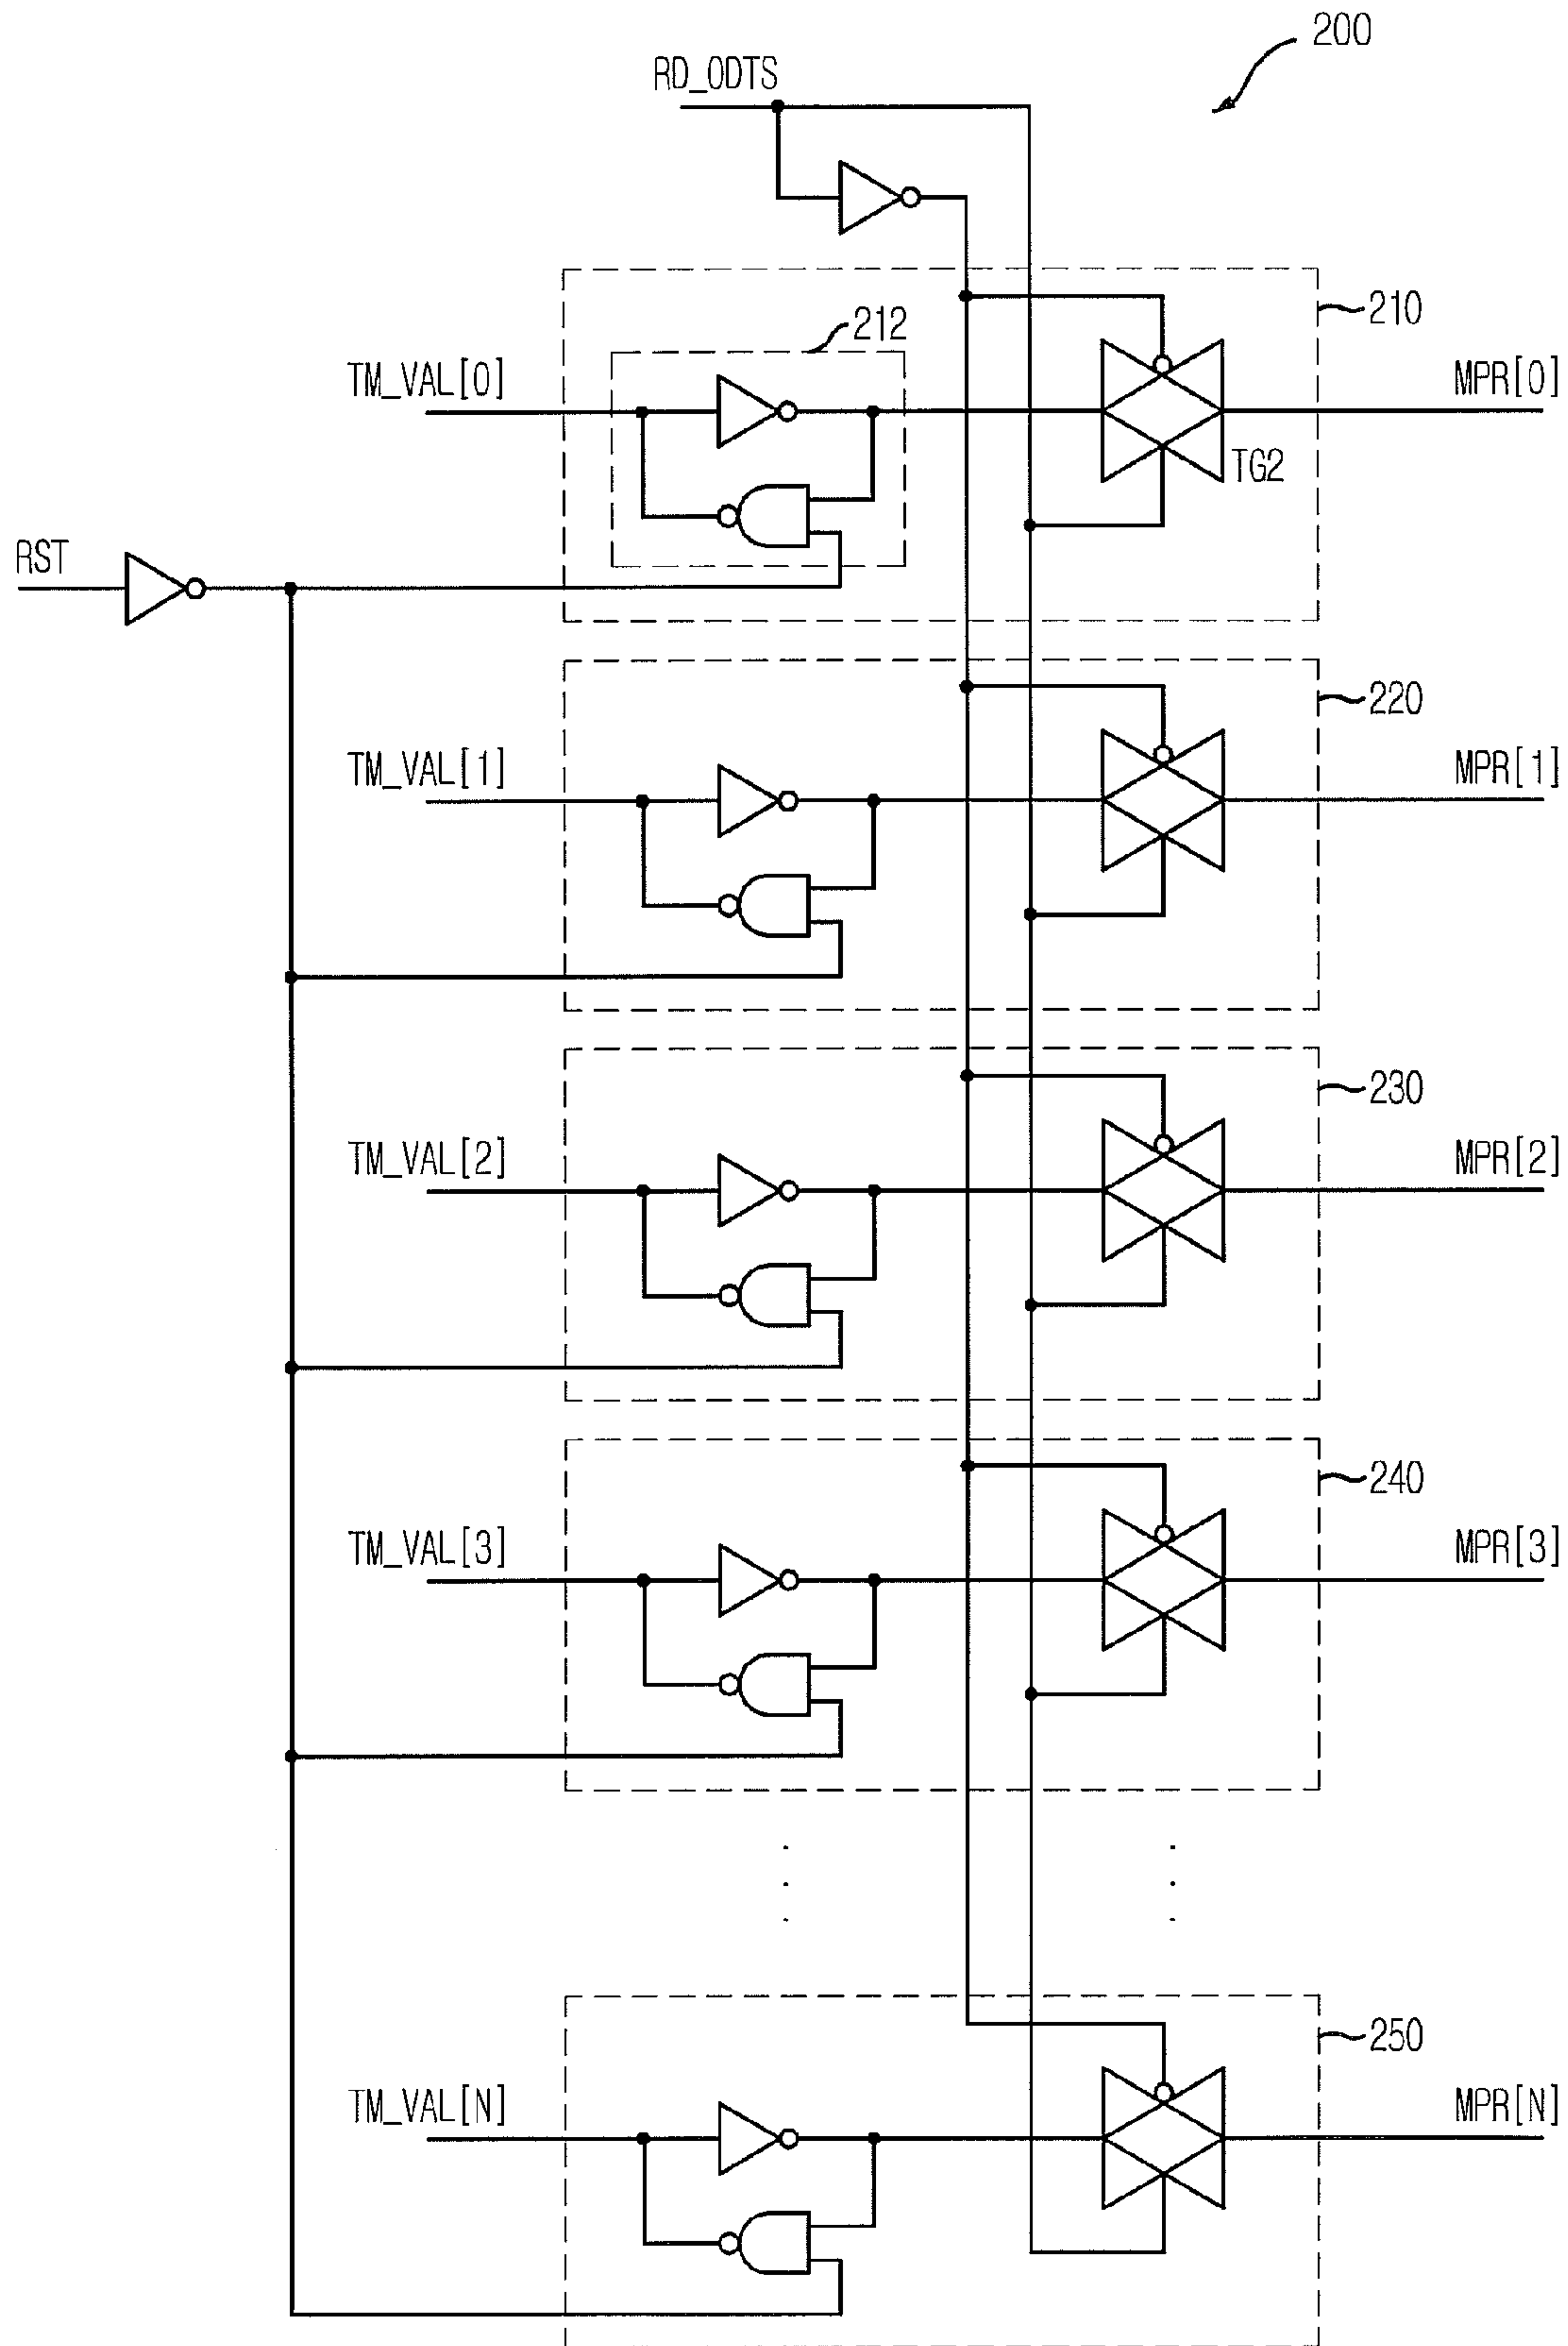 200
RD_ODTS
210
212
TM_VAL[0]
MPR[0]
TG2
RST
220
TM_VAL[1]
MPR[1]
230
TM_VAL[2]
MPR[2]
240
TM_VAL[3]
MPR[3]
250
TM_VAL[N]
MPR[N]